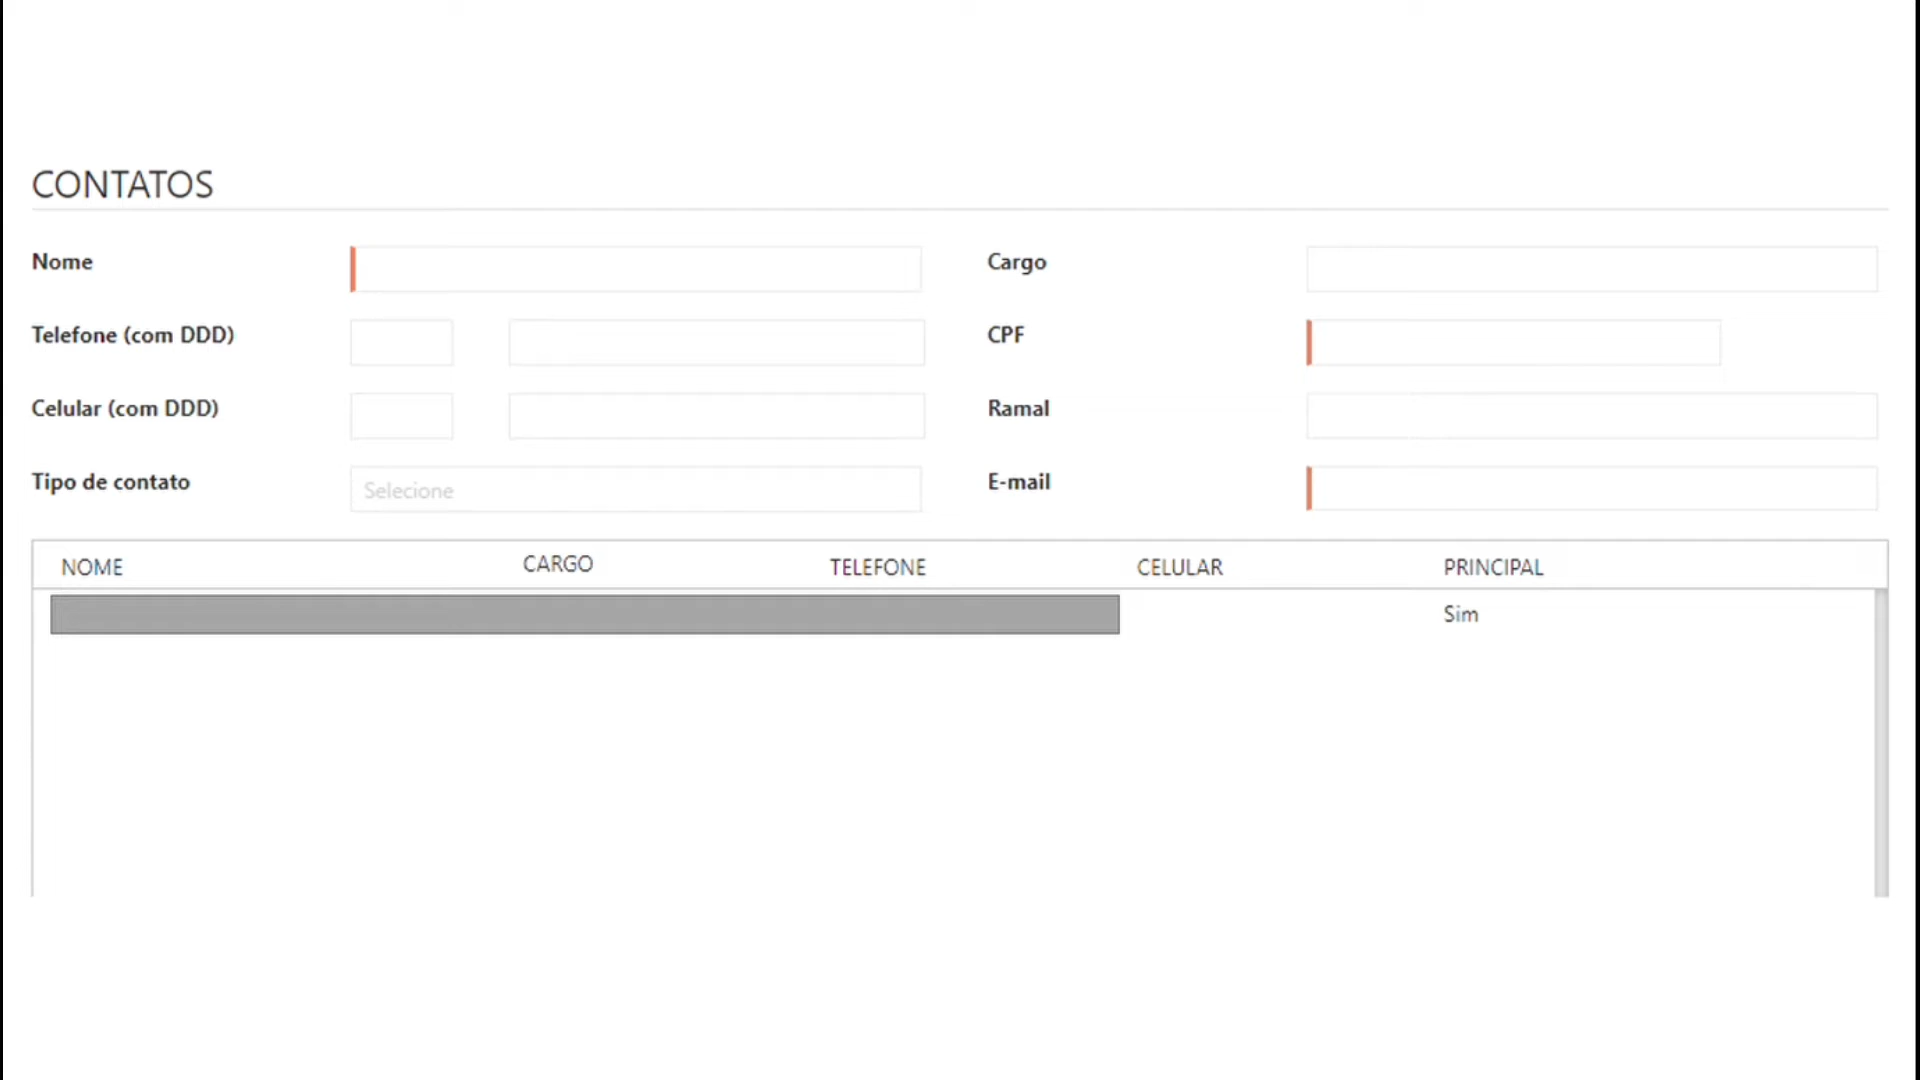 CONTATOS
Nome
Cargo
Telefone (com DDD)
CPF
Celular (com DDD)
Ramal
Tipo de contato
Selecione
E-mail
NOME CARGO TELEFONE CELULAR PRINCIPAL
Sim